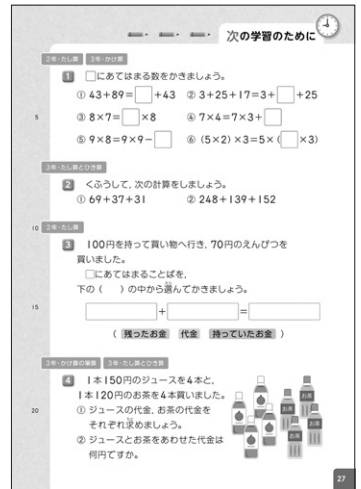 次の学習のために
2年・たし算 3年・かけ算
1 □にあてはまる数をかきましょう。
① 43+89=□+43 ② 3+25+17=3+□+25
③ 8×7=□×8 ④ 7×4=7×3+□
⑤ 9×8=9×9-□ ⑥ (5×2)×3=5×(□×3)
3年・たし算とひき算
2 くふうして,次の計算をしましょう。
① 69+37+31 ② 248+139+152
2年・たし算
3 100円を持って買い物へ行き,70円のえんぴつを
買いました。
□にあてはまることばを,
下の( )の中から選んでかきましょう。
□+□=□
( 残ったお金 代金 持っていたお金 )
3年・かけ算の筆算 3年・たし算とひき算
4 1本150円のジュースを4本と,
1本120円のお茶を4本買いました。
① ジュースの代金,お茶の代金を
それぞれ求めましょう。
② ジュースとお茶をあわせた代金は
何円ですか。
お茶
お茶
お茶
お茶
5
10
15
20
27